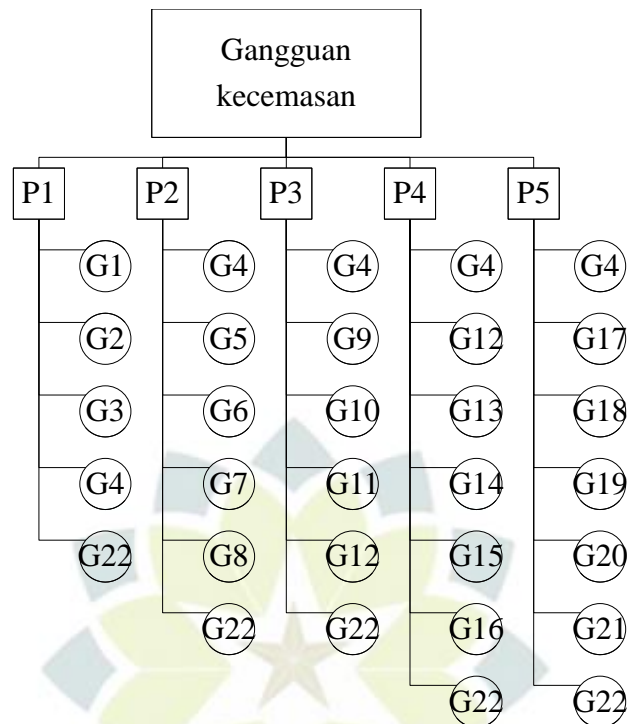 Gangguan
kecemasan
P1 P2 P3 P4 P5
G1 G4 G4 G4 G4
G2 G5 G9 G12 G17
G3 G6 G10 G13 G18
G4 G7 G11 G14 G19
G22 G8 G12 G15 G20
G22 G22 G16 G21
G22 G22